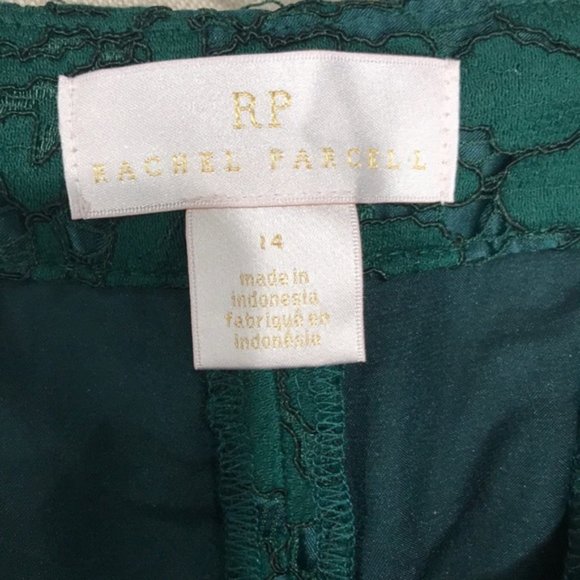 RP
RACHEL PARCELL
14
made in
indonesia
fabriqué en
indonésie